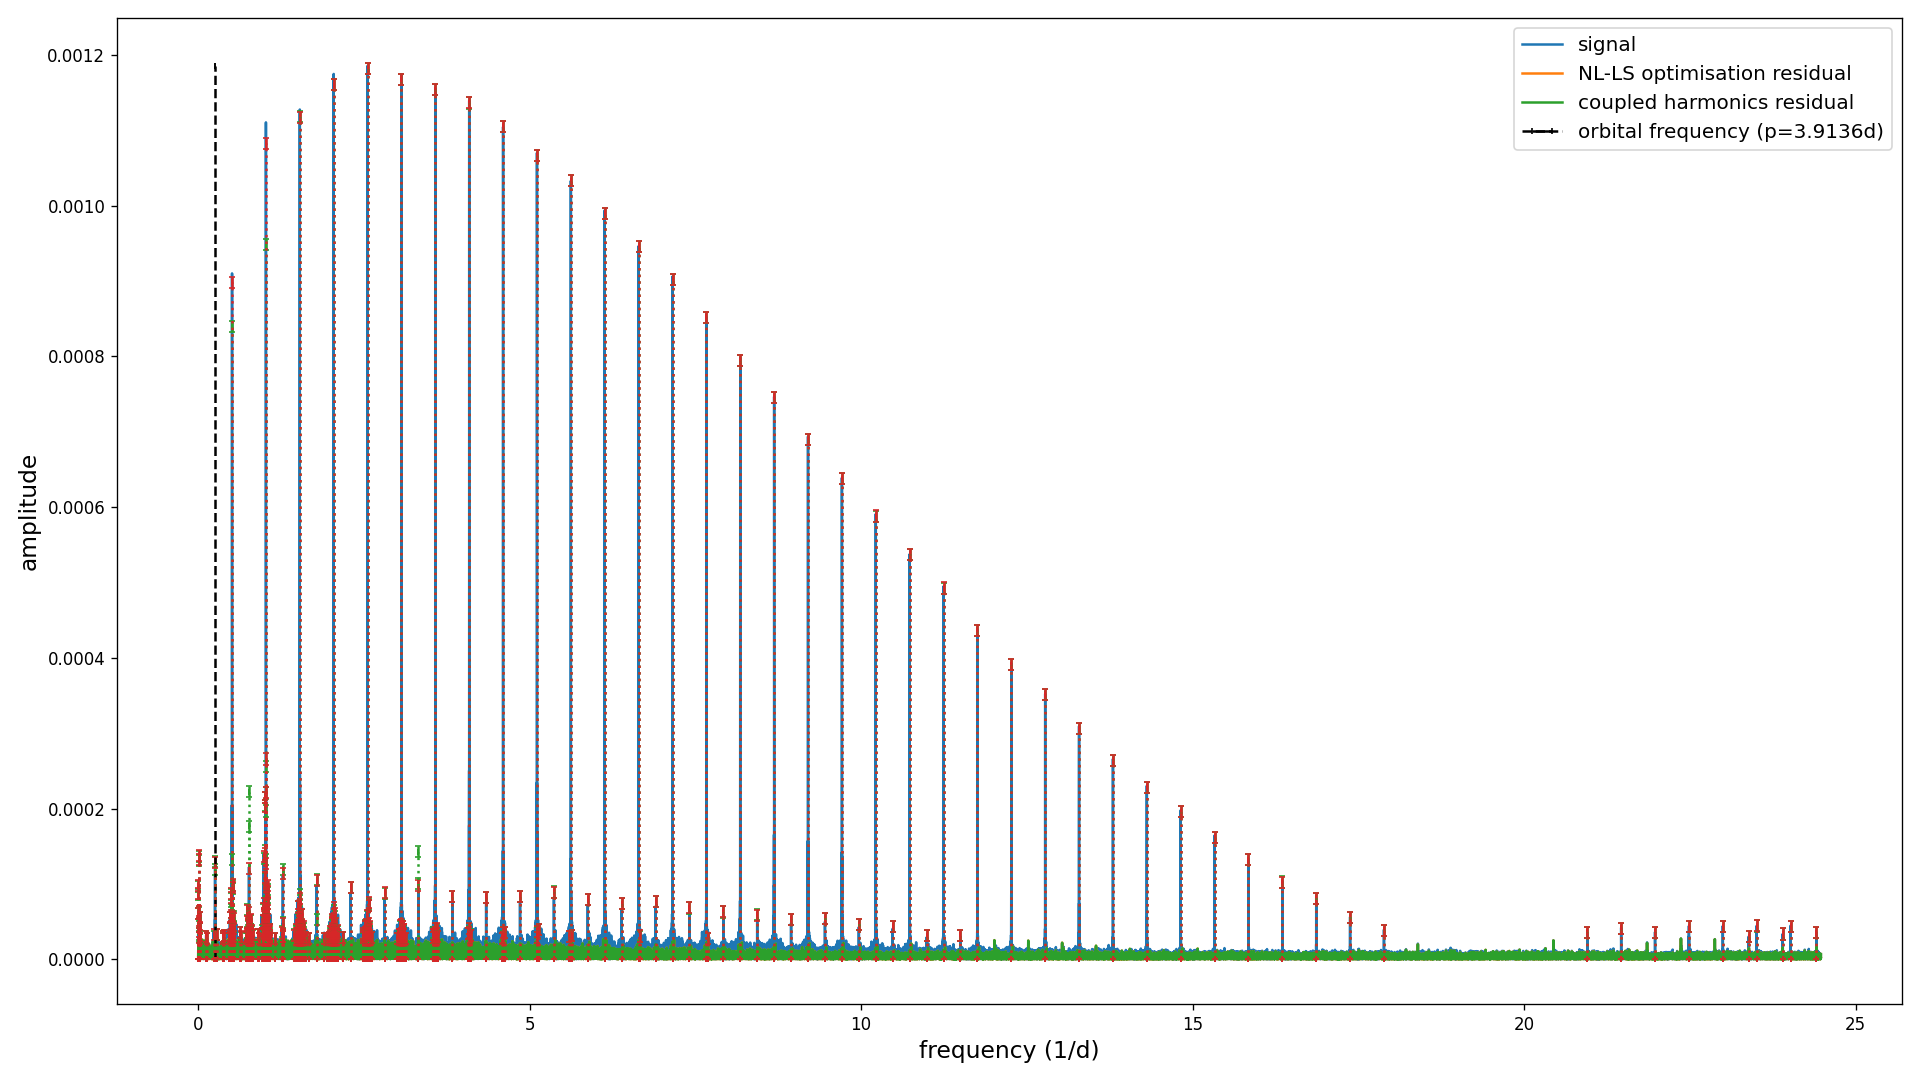 signal
NL-LS optimisation residual
coupled harmonics residual
orbital frequency (p=3.9136d)
amplitude
0.0012
0.0010
0.0008
0.0006
0.0004
0.0002
0.0000
0
5
10
15
20
25
frequency (1/d)